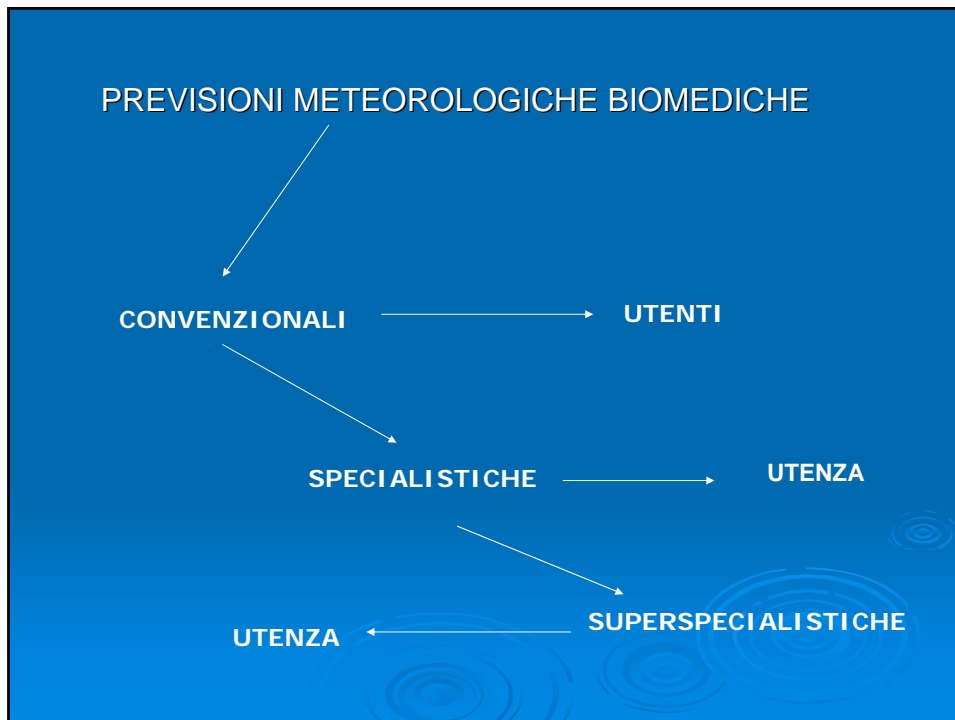 PREVISIONI METEOROLOGICHE BIOMEDICHE
CONVENZIONALI
UTENTI
SPECIALISTICHE
UTENZA
SUPERSPECIALISTICHE
UTENZA